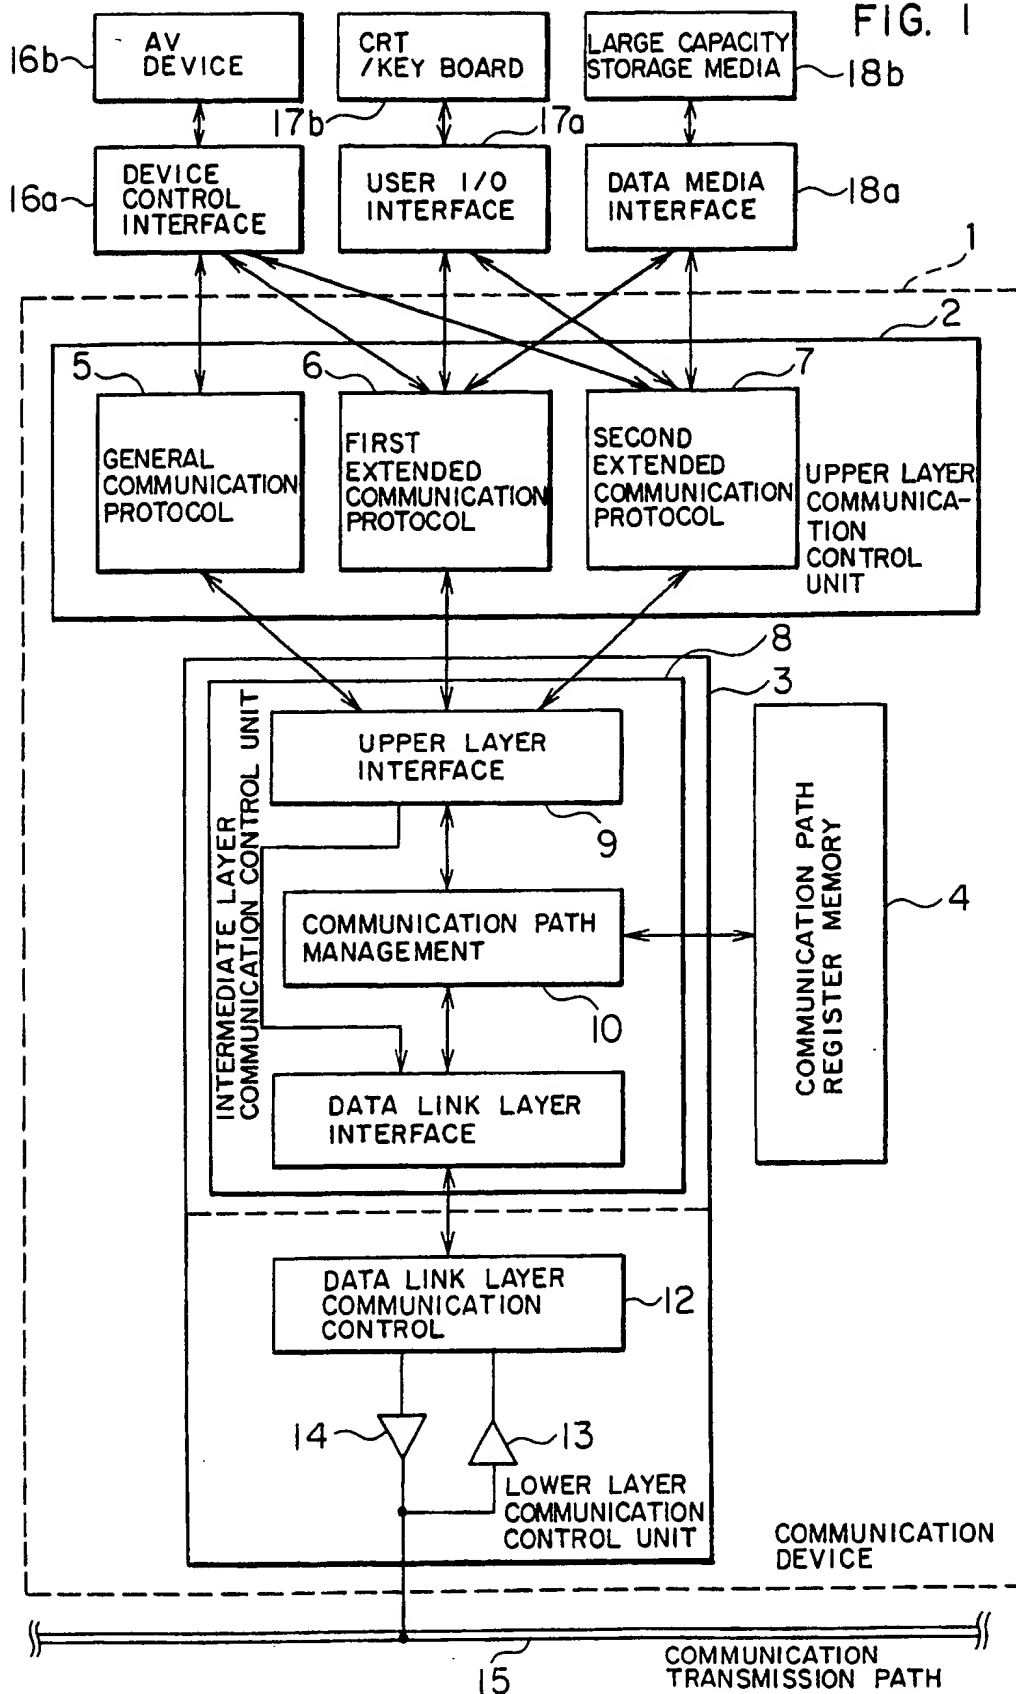 FIG. 1
16b
AV
DEVICE
CRT
/KEY BOARD
17b
LARGE CAPACITY
STORAGE MEDIA
18b
16a
DEVICE
CONTROL
INTERFACE
17a
USER I/O
INTERFACE
DATA MEDIA
INTERFACE
18a
1
2
5
GENERAL
COMMUNICATION
PROTOCOL
6
FIRST
EXTENDED
COMMUNICATION
PROTOCOL
7
SECOND
EXTENDED
COMMUNICATION
PROTOCOL
UPPER LAYER
COMMUNICA-
TION
CONTROL
UNIT
8
3
INTERMEDIATE LAYER
COMMUNICATION CONTROL UNIT
UPPER LAYER
INTERFACE
9
COMMUNICATION PATH
MANAGEMENT
10
COMMUNICATION PATH
REGISTER MEMORY
4
DATA LINK LAYER
INTERFACE
DATA LINK LAYER
COMMUNICATION
CONTROL
12
14
13
LOWER LAYER
COMMUNICATION
CONTROL UNIT
COMMUNICATION
DEVICE
15
COMMUNICATION
TRANSMISSION PATH